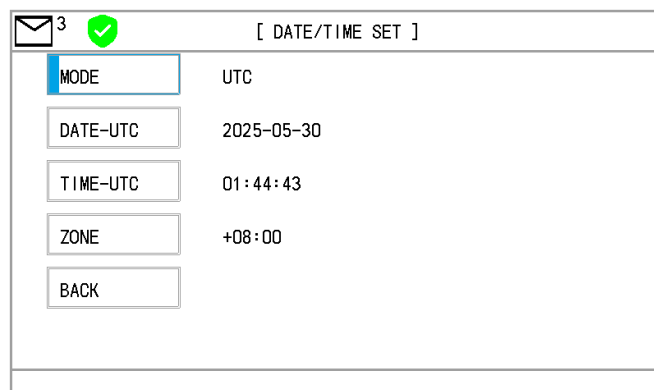 3 [ DATE/TIME SET ]
MODE UTC
DATE-UTC 2025-05-30
TIME-UTC 01:44:43
ZONE +08:00
BACK